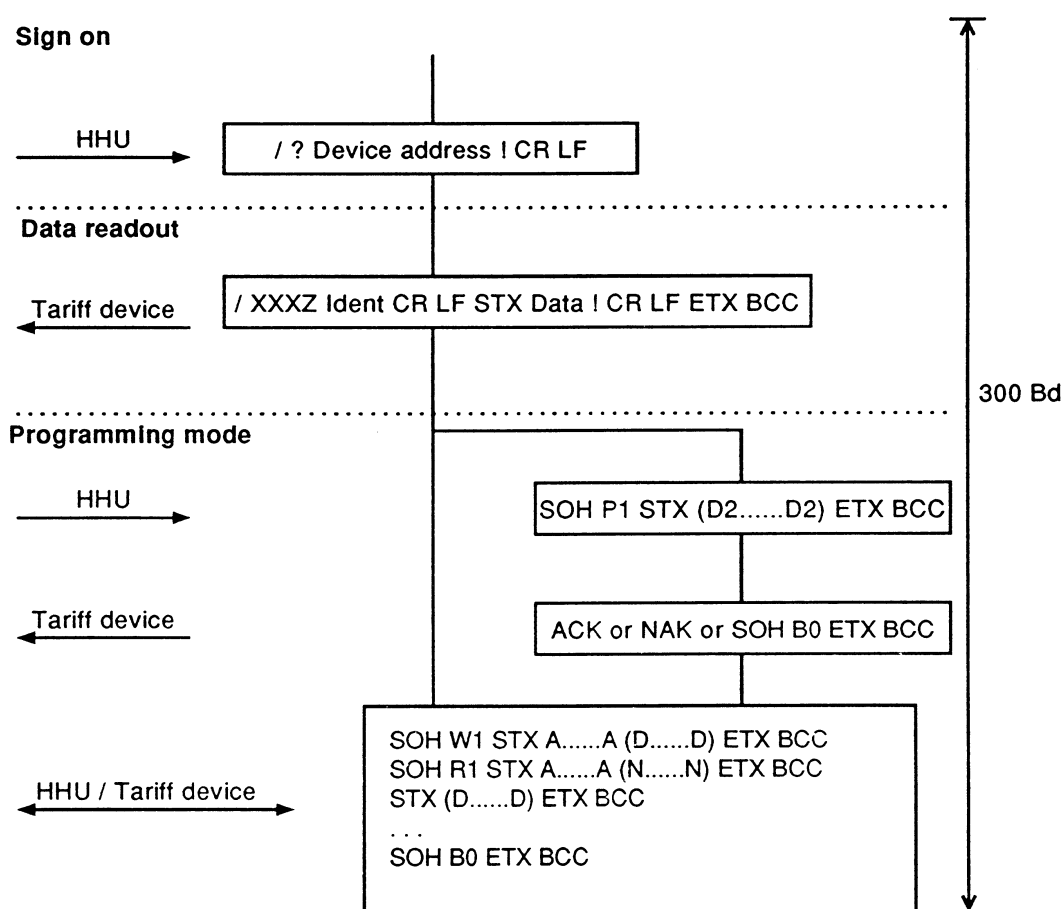 Sign on
HHU
/ ? Device address ! CR LF
Data readout
Tariff device
/ XXXZ Ident CR LF STX Data ! CR LF ETX BCC
300 Bd
Programming mode
HHU
SOH P1 STX (D2......D2) ETX BCC
Tariff device
ACK or NAK or SOH B0 ETX BCC
SOH W1 STX A......A (D......D) ETX BCC
SOH R1 STX A......A (N......N) ETX BCC
HHU / Tariff device
STX (D......D) ETX BCC
. . .
SOH B0 ETX BCC